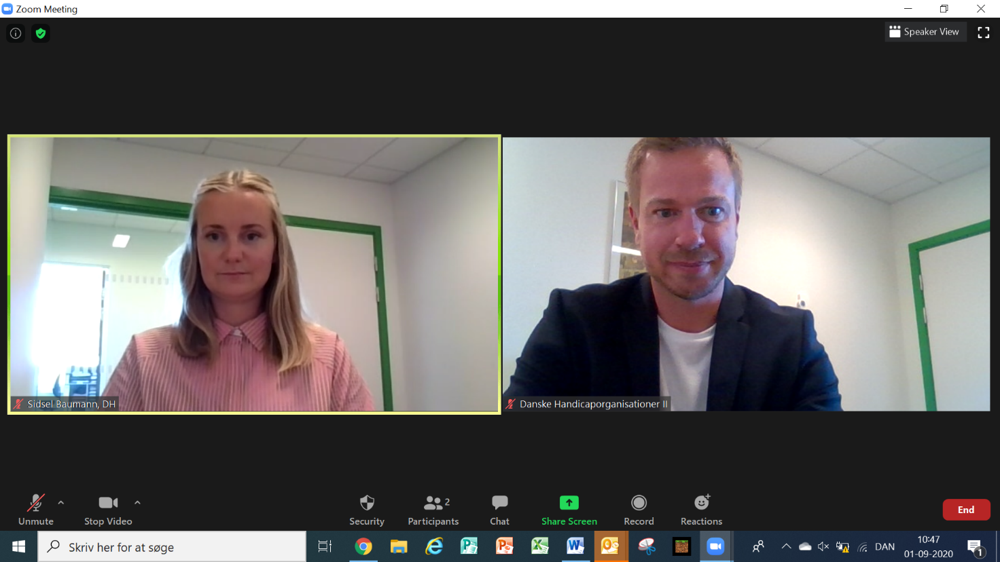 Zoom Meeting
Speaker View
Sidsel Baumann, DH
Danske Handicaporganisationer II
Unmute
Stop Video
Security
2
Participants
Chat
Share Screen
Record
Reactions
End
Skriv her for at søge
DAN
10:47
01-09-2020
1